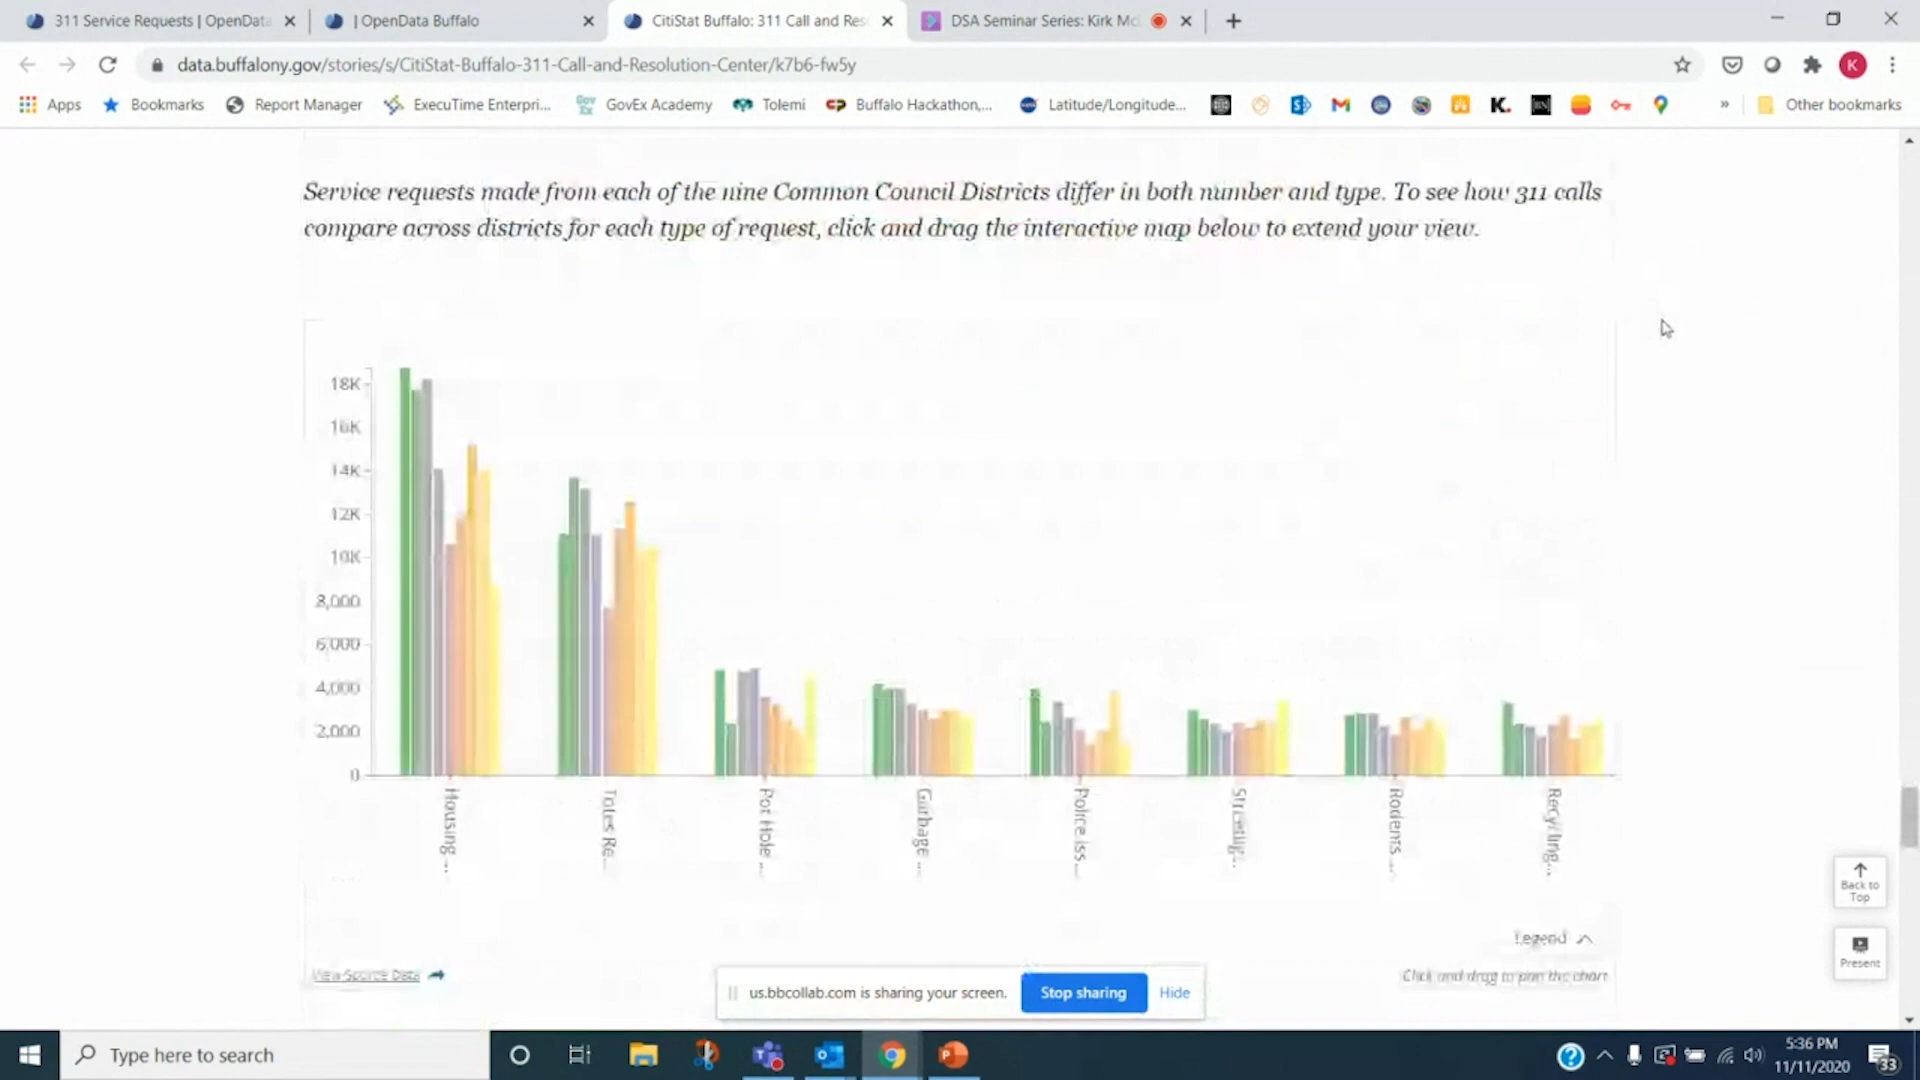 311 Service Requests | OpenData
| OpenData Buffalo
CitiStat Buffalo: 311 Call and Reso
DSA Seminar Series: Kirk Mc
data.buffalony.gov/stories/s/CitiStat-Buffalo-311-Call-and-Resolution-Center/k7b6-fw5y
K
Apps
Bookmarks
Report Manager
ExecuTime Enterpri...
GovEx Academy
Tolemi
Buffalo Hackathon,...
Latitude/Longitude...
K.
»
Other bookmarks
Service requests made from each of the nine Common Council Districts differ in both number and type. To see how 311 calls
compare across districts for each type of request, click and drag the interactive map below to extend your view.
18K
16K
14K
12K
10K
8,000
6,000
4,000
2,000
0
Housing ...
Totes Re...
Pot Hole ...
Garbage ...
Police Iss...
Streetlig...
Rodents ...
Recycling...
Back to
Top
Legend
Present
View Source Data
Click and drag to pan the chart
us.bbcollab.com is sharing your screen.
Stop sharing
Hide
Type here to search
5:36 PM
11/11/2020
33